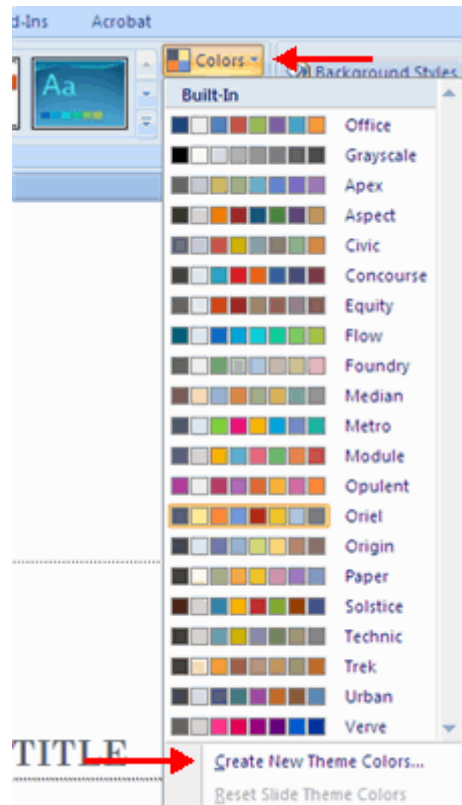 d-Ins Acrobat
Colors
Aa
Background Styles
Built-In
Office
Grayscale
Apex
Aspect
Civic
Concourse
Equity
Flow
Foundry
Median
Metro
Module
Opulent
Oriel
Origin
Paper
Solstice
Technic
Trek
Urban
Verve
TITLE
Create New Theme Colors...
Reset Slide Theme Colors